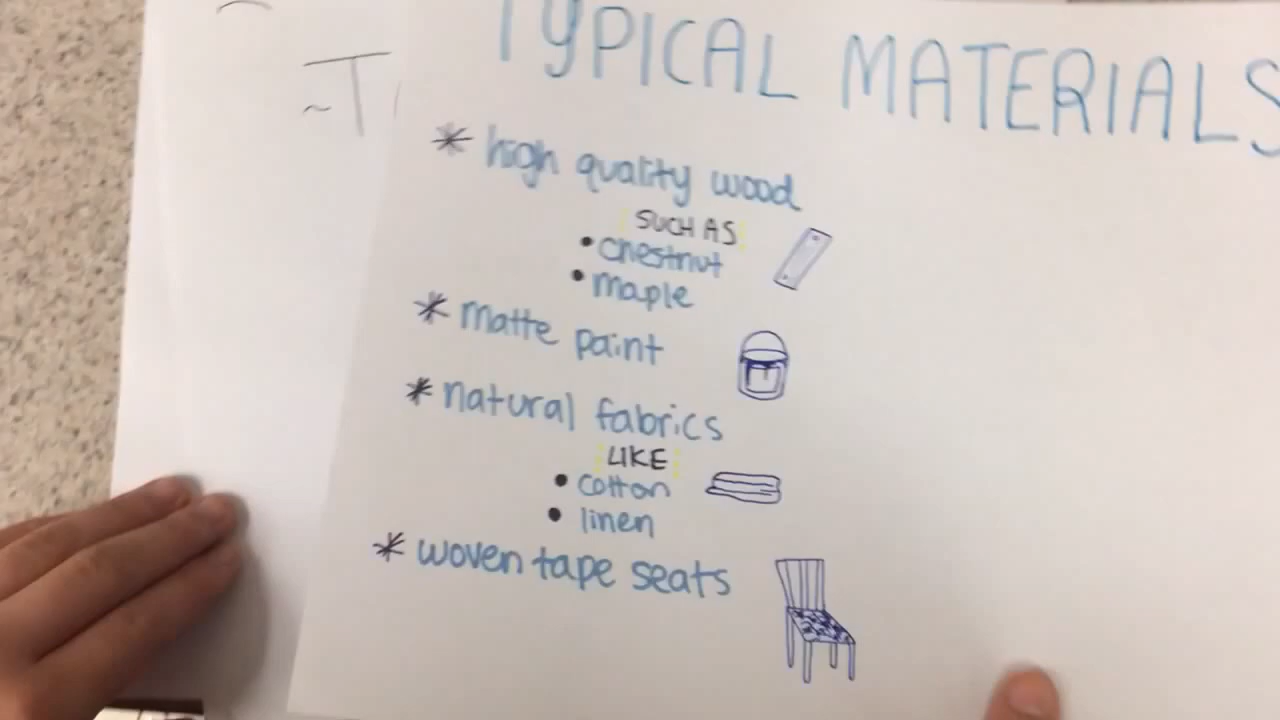 TYPICAL MATERIALS
* high quality wood
SUCH AS
• chestnut
• maple
* matte paint
* natural fabrics
LIKE
• cotton
• linen
* woven tape seats
~T